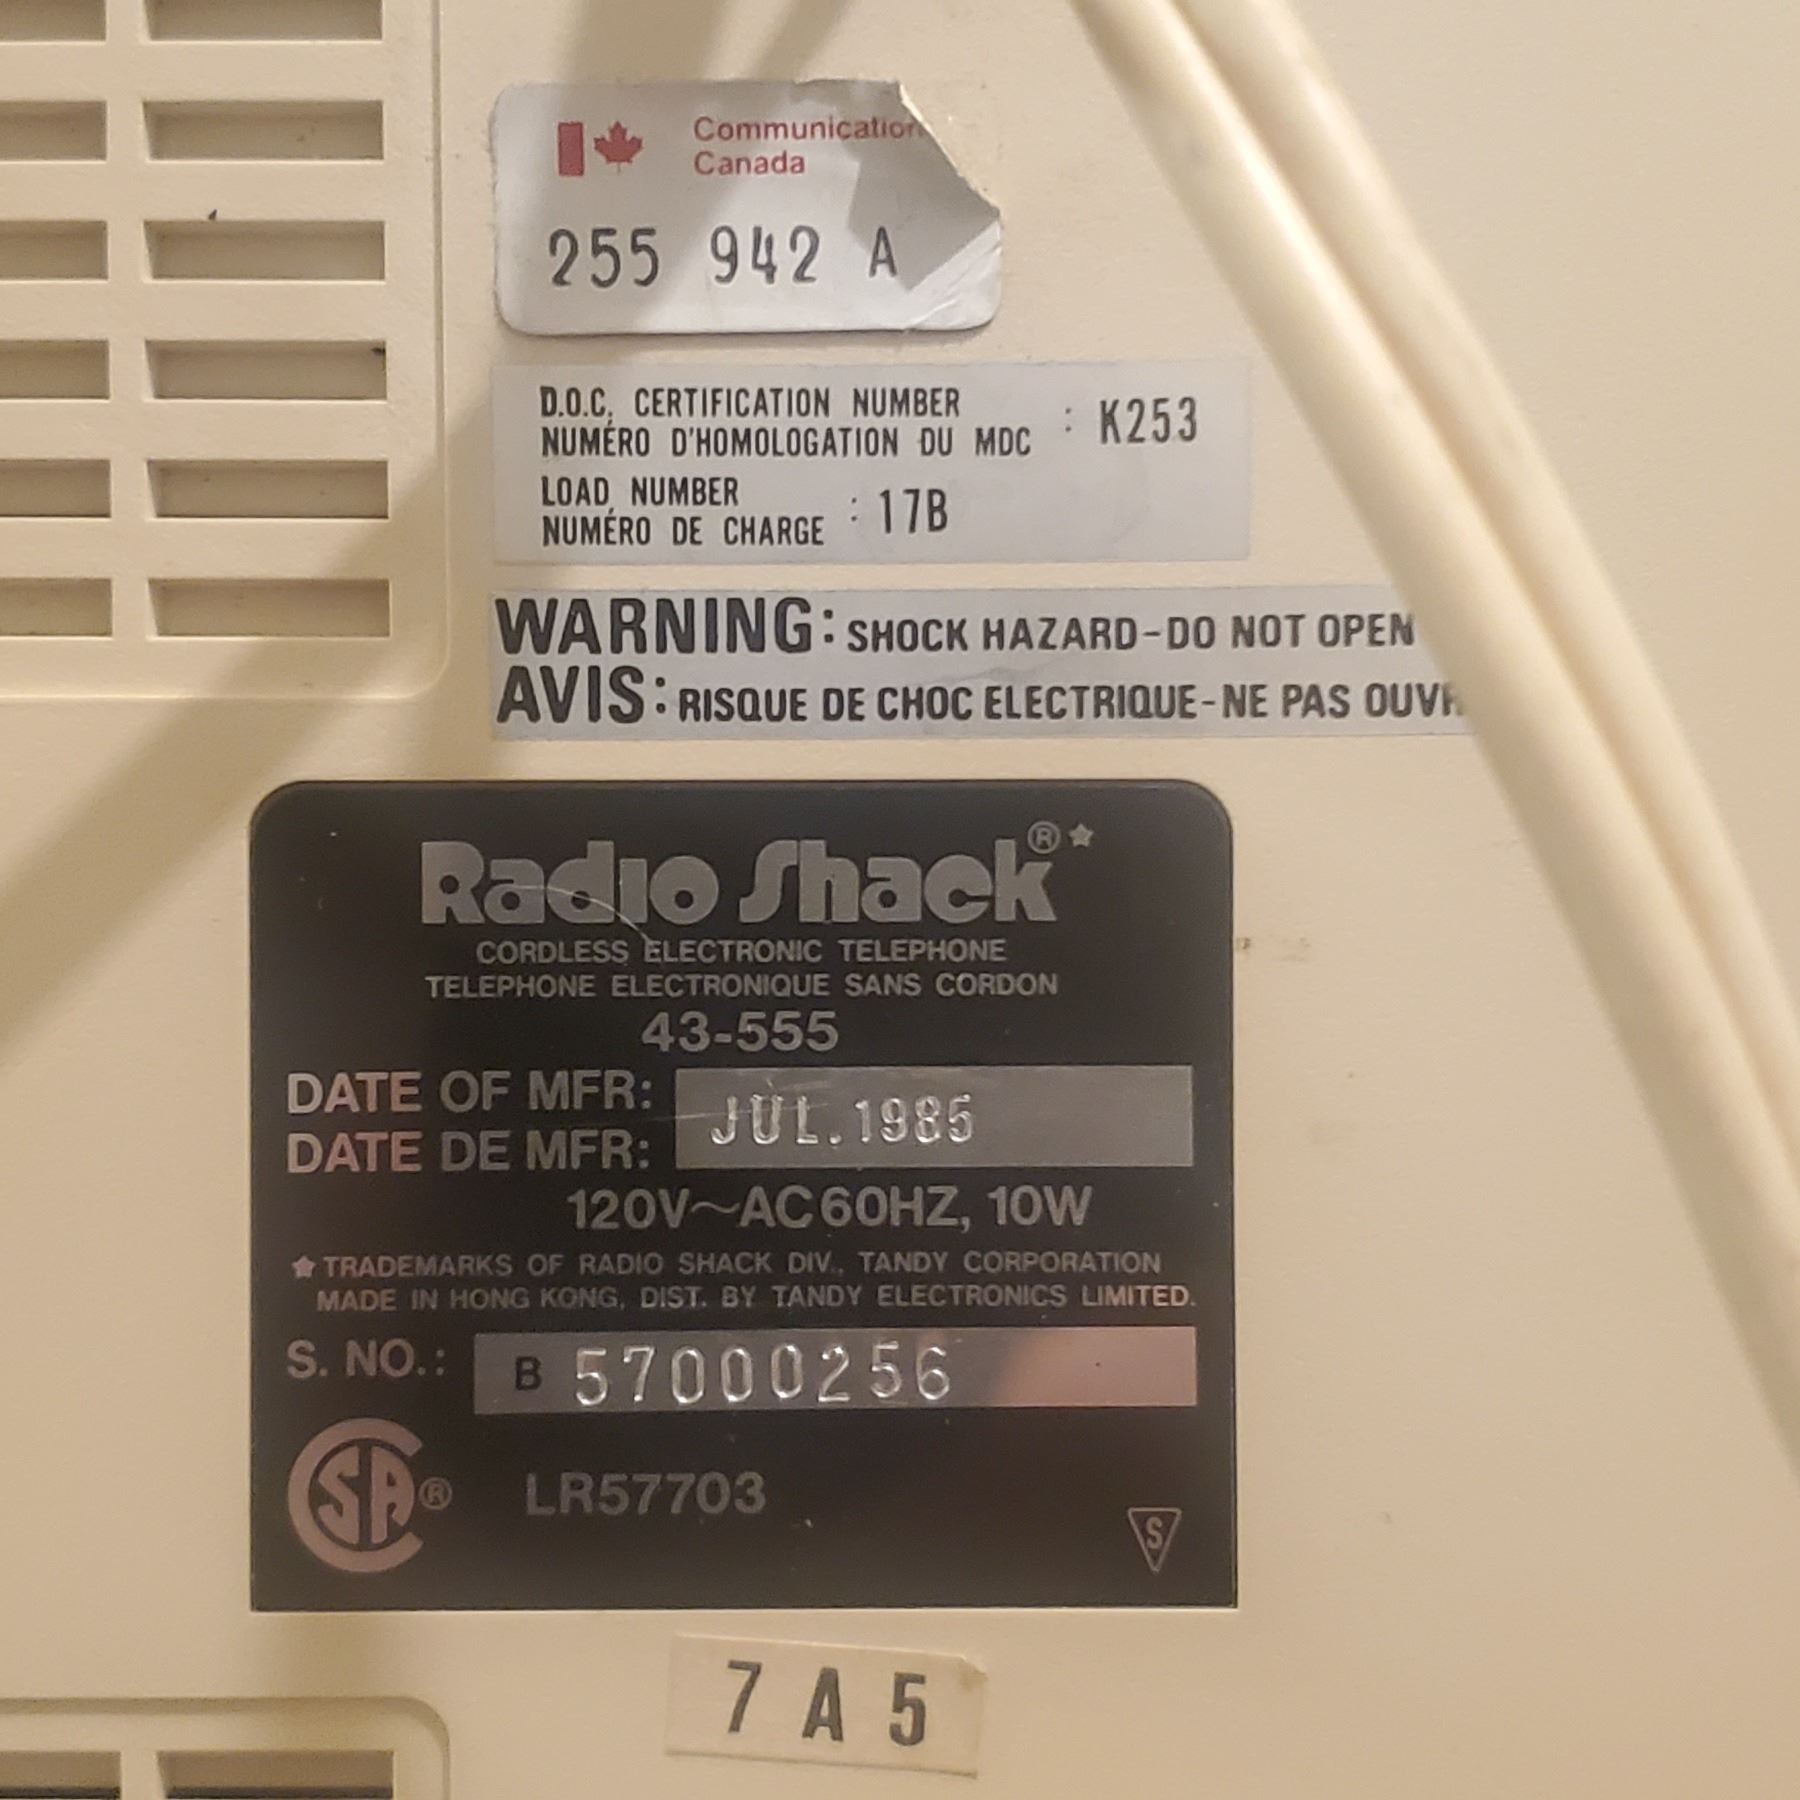 Communication
Canada
255 942 A
D.O.C. CERTIFICATION NUMBER
NUMÉRO D'HOMOLOGATION DU MDC : K253
LOAD NUMBER
NUMÉRO DE CHARGE : 17B
WARNING: SHOCK HAZARD-DO NOT OPEN
AVIS: RISQUE DE CHOC ELECTRIQUE-NE PAS OUVR
Radio Shack®★
CORDLESS ELECTRONIC TELEPHONE
TELEPHONE ELECTRONIQUE SANS CORDON
43-555
DATE OF MFR:
DATE DE MFR: JUL.1985
120V~AC60HZ, 10W
★TRADEMARKS OF RADIO SHACK DIV., TANDY CORPORATION
MADE IN HONG KONG, DIST. BY TANDY ELECTRONICS LIMITED.
S. NO.: B 57000256
CSA® LR57703
S
7A5